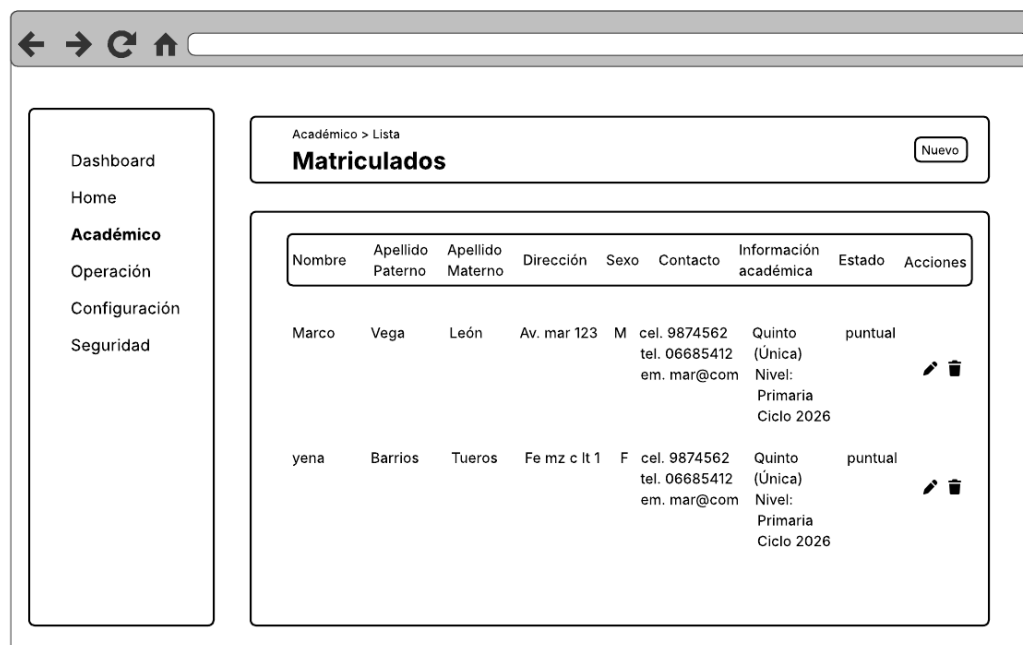 Dashboard
Home
Académico
Operación
Configuración
Seguridad
Académico > Lista
Matriculados
Nuevo
Nombre
Apellido
Paterno
Apellido
Materno
Dirección
Sexo
Contacto
Información
académica
Estado
Acciones
Marco
Vega
León
Av. mar 123
M
cel. 9874562
tel. 06685412
em. mar@com
Quinto
(Única)
Nivel:
Primaria
Ciclo 2026
puntual
yena
Barrios
Tueros
Fe mz c lt 1
F
cel. 9874562
tel. 06685412
em. mar@com
Quinto
(Única)
Nivel:
Primaria
Ciclo 2026
puntual